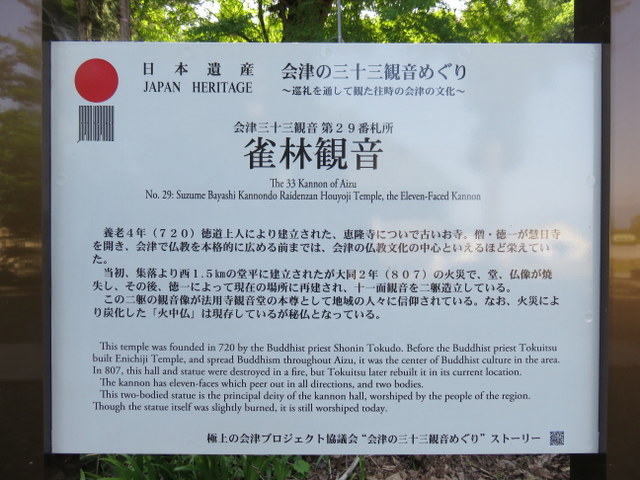 日本遺産
JAPAN HERITAGE
会津の三十三観音めぐり
～巡礼を通して観た往時の会津の文化～
会津三十三観音 第２９番札所
雀林観音
The 33 Kannon of Aizu
No. 29: Suzume Bayashi Kannondo Raidenzan Houyoji Temple, the Eleven-Faced Kannon
養老４年（７２０）徳道上人により建立された、恵隆寺について古いお寺。僧・徳一が慧日寺
を開き、会津で仏教を本格的に広める前までは、会津の仏教文化の中心といえるほど栄えてい
た。
当初、集落より西１.５㎞の堂平に建立されたが大同２年（８０７）の火災で、堂、仏像が焼
失し、その後、徳一によって現在の場所に再建され、十一面観音を二躯造立している。
この二躯の観音像が法用寺観音堂の本尊として地域の人々に信仰されている。なお、火災によ
り炭化した「火中仏」は現存しているが秘仏となっている。
This temple was founded in 720 by the Buddhist priest Shonin Tokudo. Before the Buddhist priest Tokuitsu
built Enichiji Temple, and spread Buddhism throughout Aizu, it was the center of Buddhist culture in the area.
In 807, this hall and statue were destroyed in a fire, but Tokuitsu later rebuilt it in its current location.
The kannon has eleven-faces which peer out in all directions, and two bodies.
This two-bodied statue is the principal deity of the kannon hall, worshiped by the people of the region.
Though the statue itself was slightly burned, it is still worshiped today.
極上の会津プロジェクト協議会 “会津の三十三観音めぐり” ストーリー